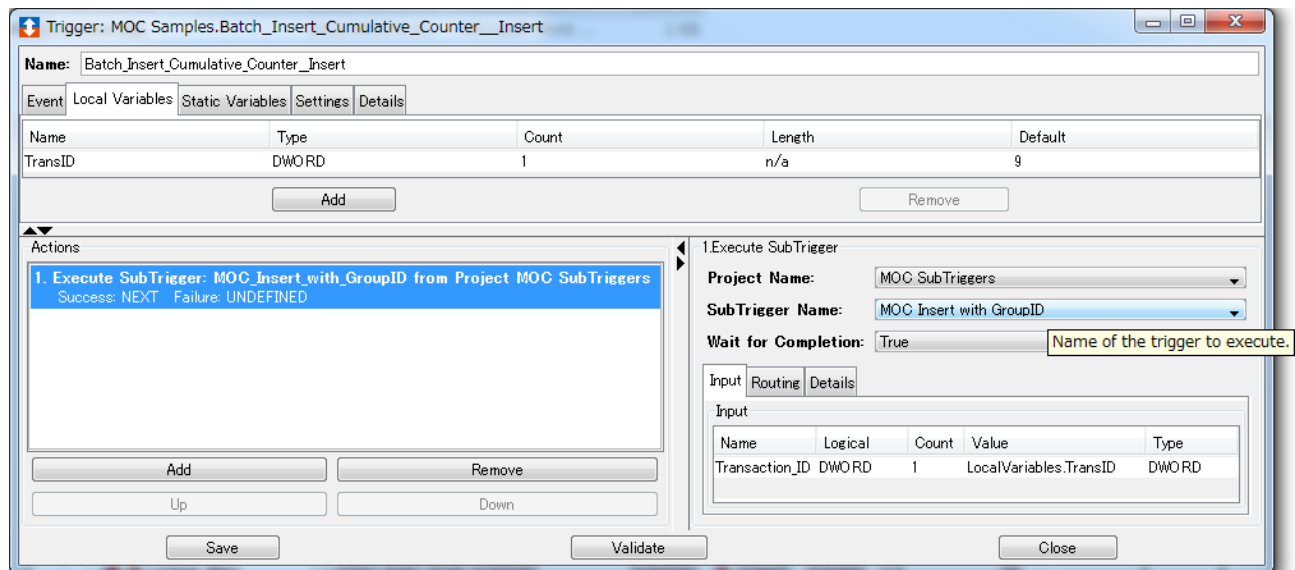 Trigger: MOC Samples.Batch_Insert_Cumulative_Counter__Insert
Name: Batch_Insert_Cumulative_Counter__Insert
Event Local Variables Static Variables Settings Details
Name Type Count Length Default
TransID DWORD 1 n/a 9
Add Remove
Actions
1. Execute SubTrigger: MOC_Insert_with_GroupID from Project MOC SubTriggers
Success: NEXT Failure: UNDEFINED
Add Remove
Up Down
1.Execute SubTrigger
Project Name: MOC SubTriggers
SubTrigger Name: MOC Insert with GroupID
Wait for Completion: True
Name of the trigger to execute.
Input Routing Details
Input
Name Logical Count Value Type
Transaction_ID DWORD 1 LocalVariables.TransID DWORD
Save Validate Close